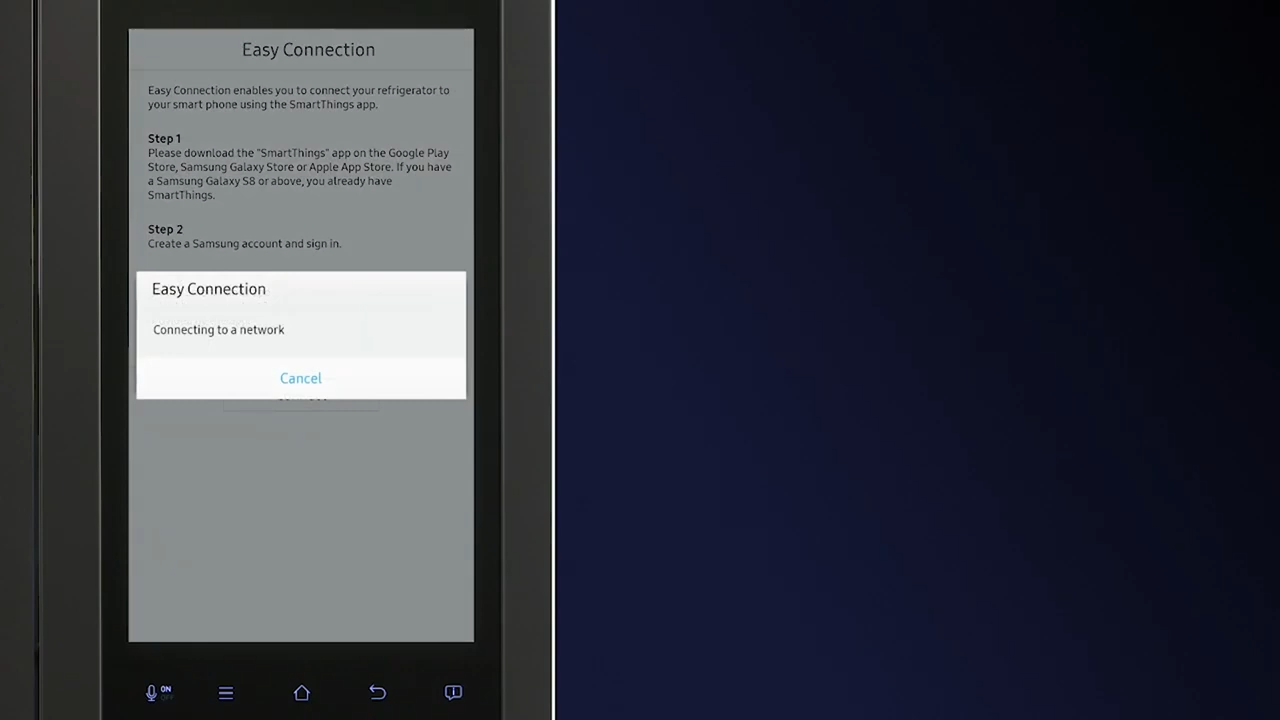 Easy Connection
Easy Connection enables you to connect your refrigerator to
your smart phone using the SmartThings app.
Step 1
Please download the "SmartThings" app on the Google Play
Store, Samsung Galaxy Store or Apple App Store. If you have
a Samsung Galaxy S8 or above, you already have
SmartThings.
Step 2
Create a Samsung account and sign in.
Easy Connection
Connecting to a network
Cancel
ON
OFF